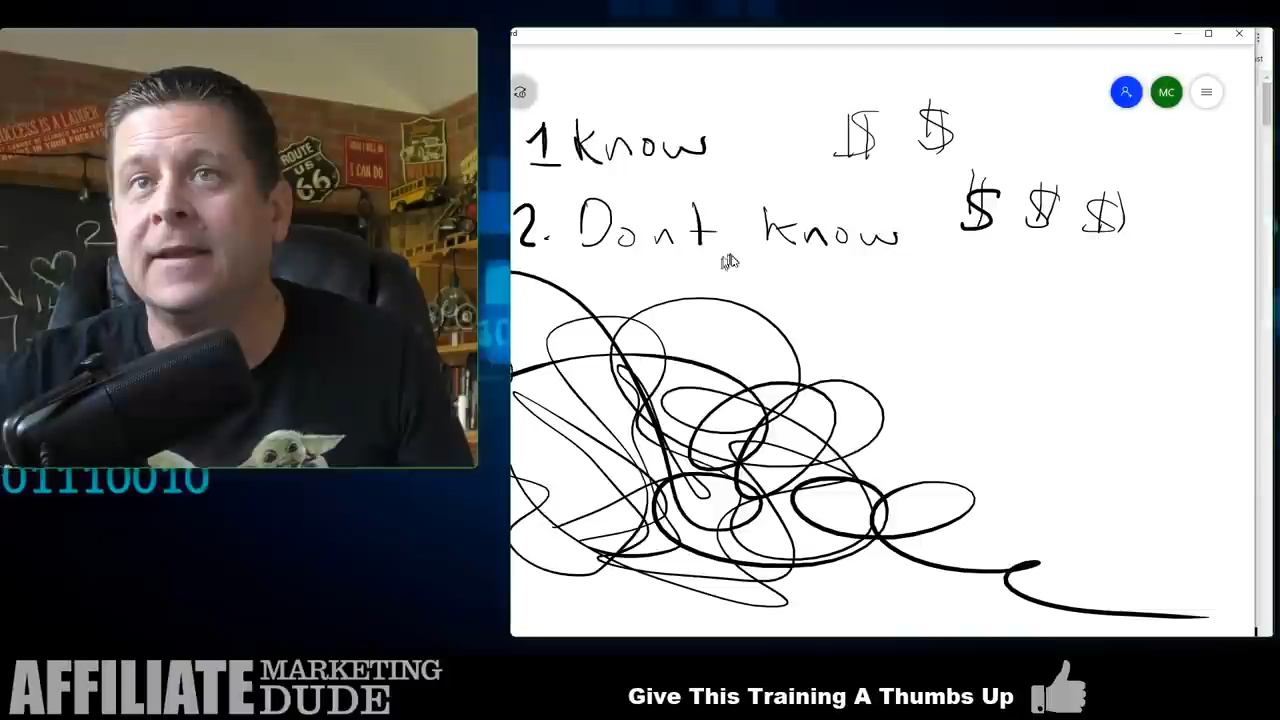 SUCCESS IS A LADDER
ROUTE
US
66
I CAN DO
rd
MC
1 know $ $
2. Dont know $ $ $
01110010
AFFILIATE MARKETING DUDE
Give This Training A Thumbs Up